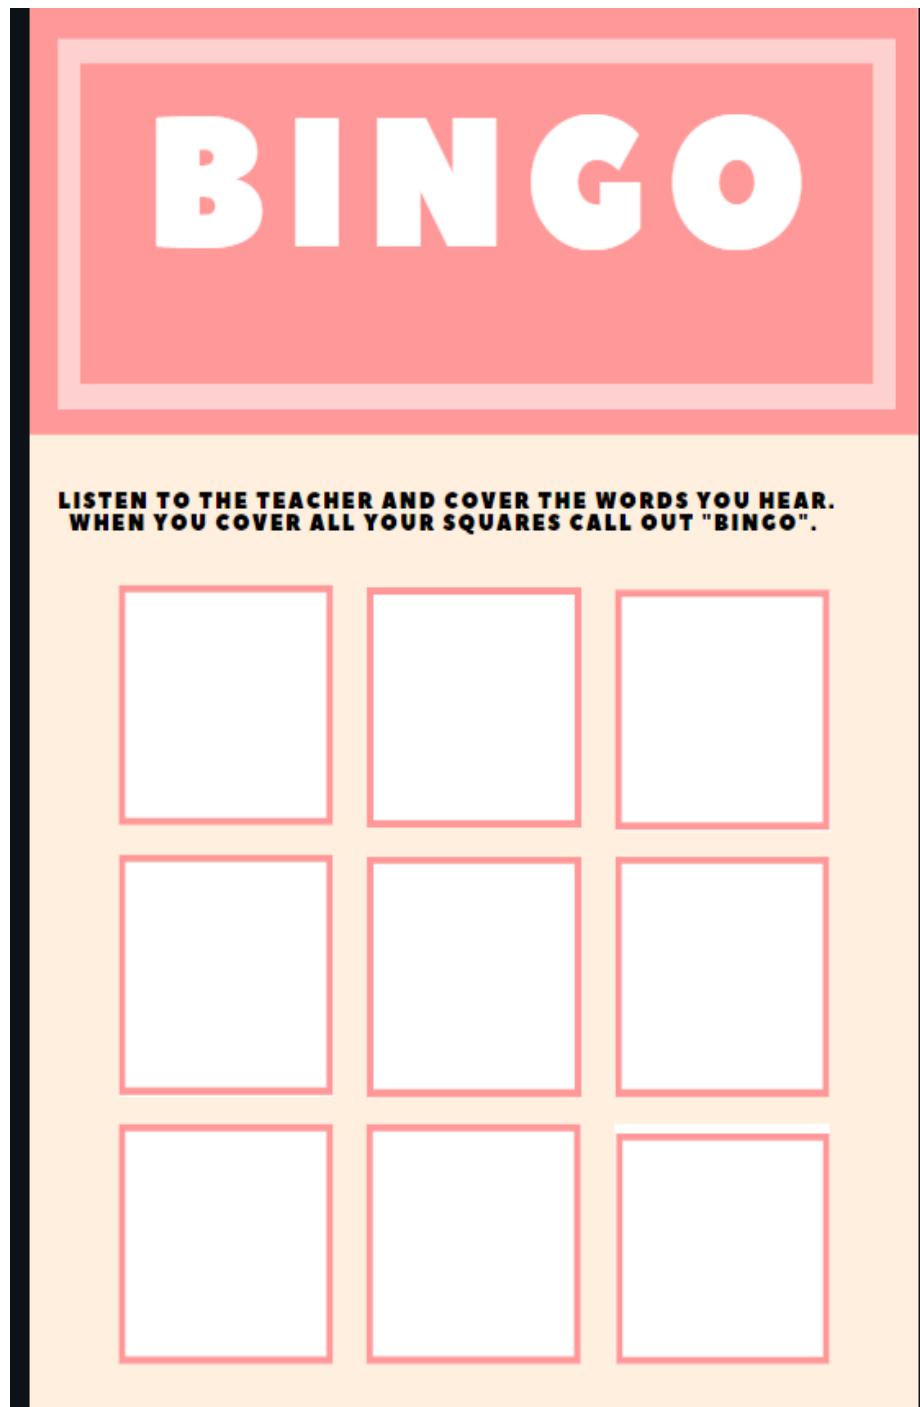 BINGO
LISTEN TO THE TEACHER AND COVER THE WORDS YOU HEAR.
WHEN YOU COVER ALL YOUR SQUARES CALL OUT "BINGO".